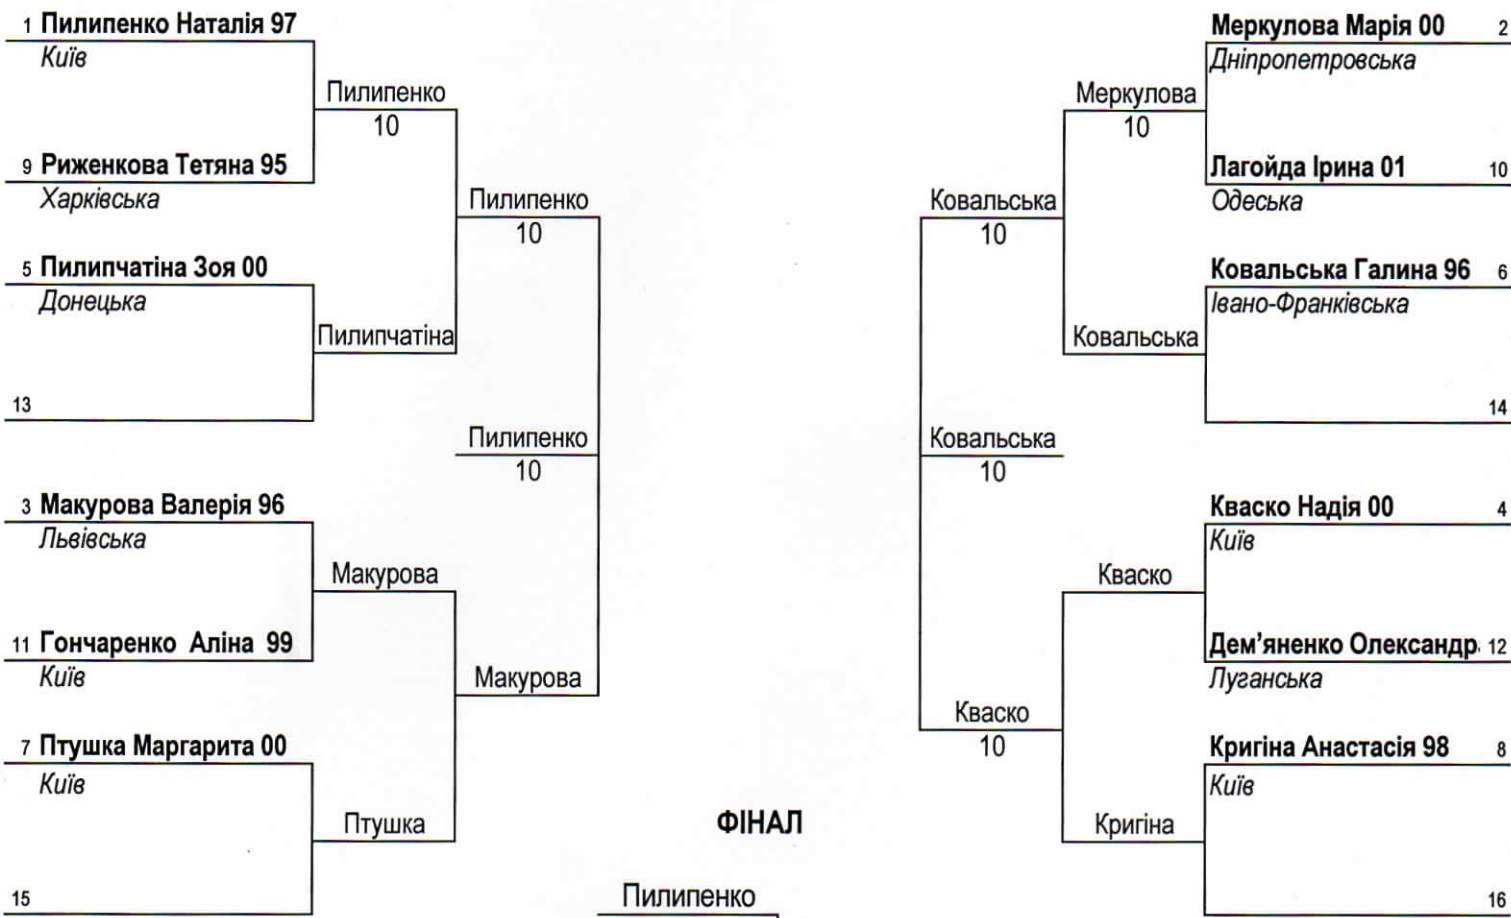 1 Пилипенко Наталія 97
Київ
Пилипенко
10
9 Риженкова Тетяна 95
Харківська
Пилипенко
10
5 Пилипчатіна Зоя 00
Донецька
Пилипчатіна
13
Пилипенко
10
3 Макурова Валерія 96
Львівська
Макурова
11 Гончаренко Аліна 99
Київ
Макурова
7 Птушка Маргарита 00
Київ
Птушка
15
Меркулова Марія 00 2
Дніпропетровська
Меркулова
10
Лагойда Ірина 01 10
Одеська
Ковальська
10
Ковальська Галина 96 6
Івано-Франківська
Ковальська
14
Ковальська
10
Кваско Надія 00 4
Київ
Кваско
Дем’яненко Олександр 12
Луганська
Кваско
10
Кригіна Анастасія 98 8
Київ
Кригіна
16
ФІНАЛ
Пилипенко